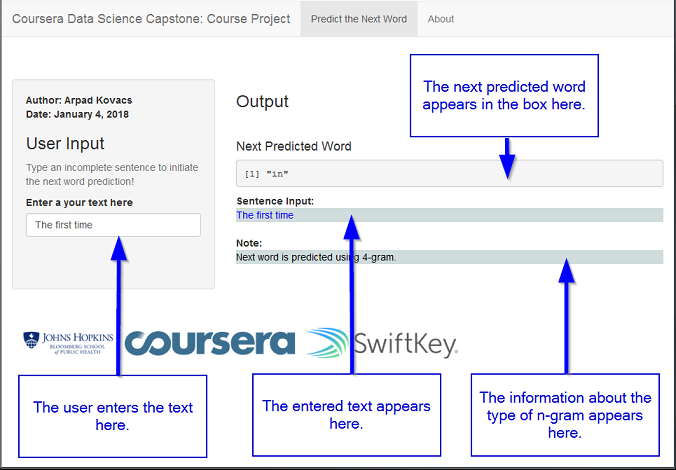 Coursera Data Science Capstone: Course Project
Predict the Next Word
About
Author: Arpad Kovacs
Date: January 4, 2018
User Input
Type an incomplete sentence to initiate
the next word prediction!
Enter a your text here
The first time
Output
Next Predicted Word
[1] "in"
Sentence Input:
The first time
Note:
Next word is predicted using 4-gram.
The next predicted word
appears in the box here.
JOHNS HOPKINS
BLOOMBERG SCHOOL
of PUBLIC HEALTH
coursera
SwiftKey.
The user enters the text
here.
The entered text appears
here.
The information about the
type of n-gram appears
here.